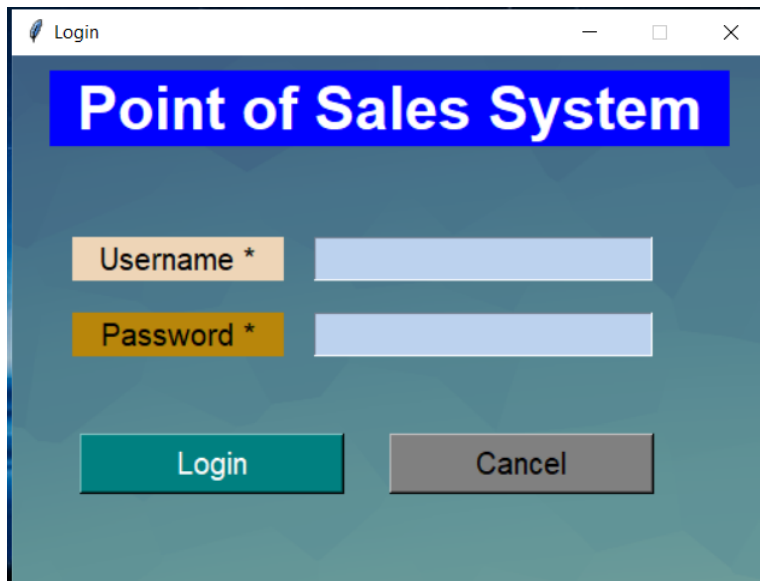 Login
Point of Sales System
Username *
Password *
Login Cancel